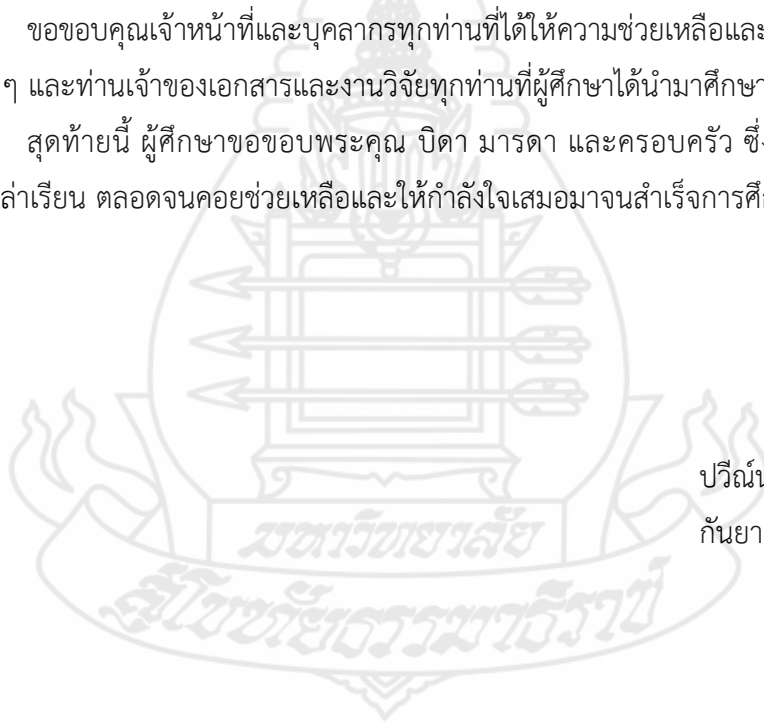 ขอขอบคุณเจ้าหน้าที่และบุคลากรทุกท่านที่ได้ให้ความช่วยเหลือและ
ๆ และท่านเจ้าของเอกสารและงานวิจัยทุกท่านที่ผู้ศึกษาได้นำมาศึกษา
สุดท้ายนี้ ผู้ศึกษาขอขอบพระคุณ บิดา มารดา และครอบครัว ซึ่
ล่าเรียน ตลอดจนคอยช่วยเหลือและให้กำลังใจเสมอมาจนสำเร็จการศึก
ปวีณ์น
กันยา
มหาวิทยาลัย
สุโขทัยธรรมาธิราช